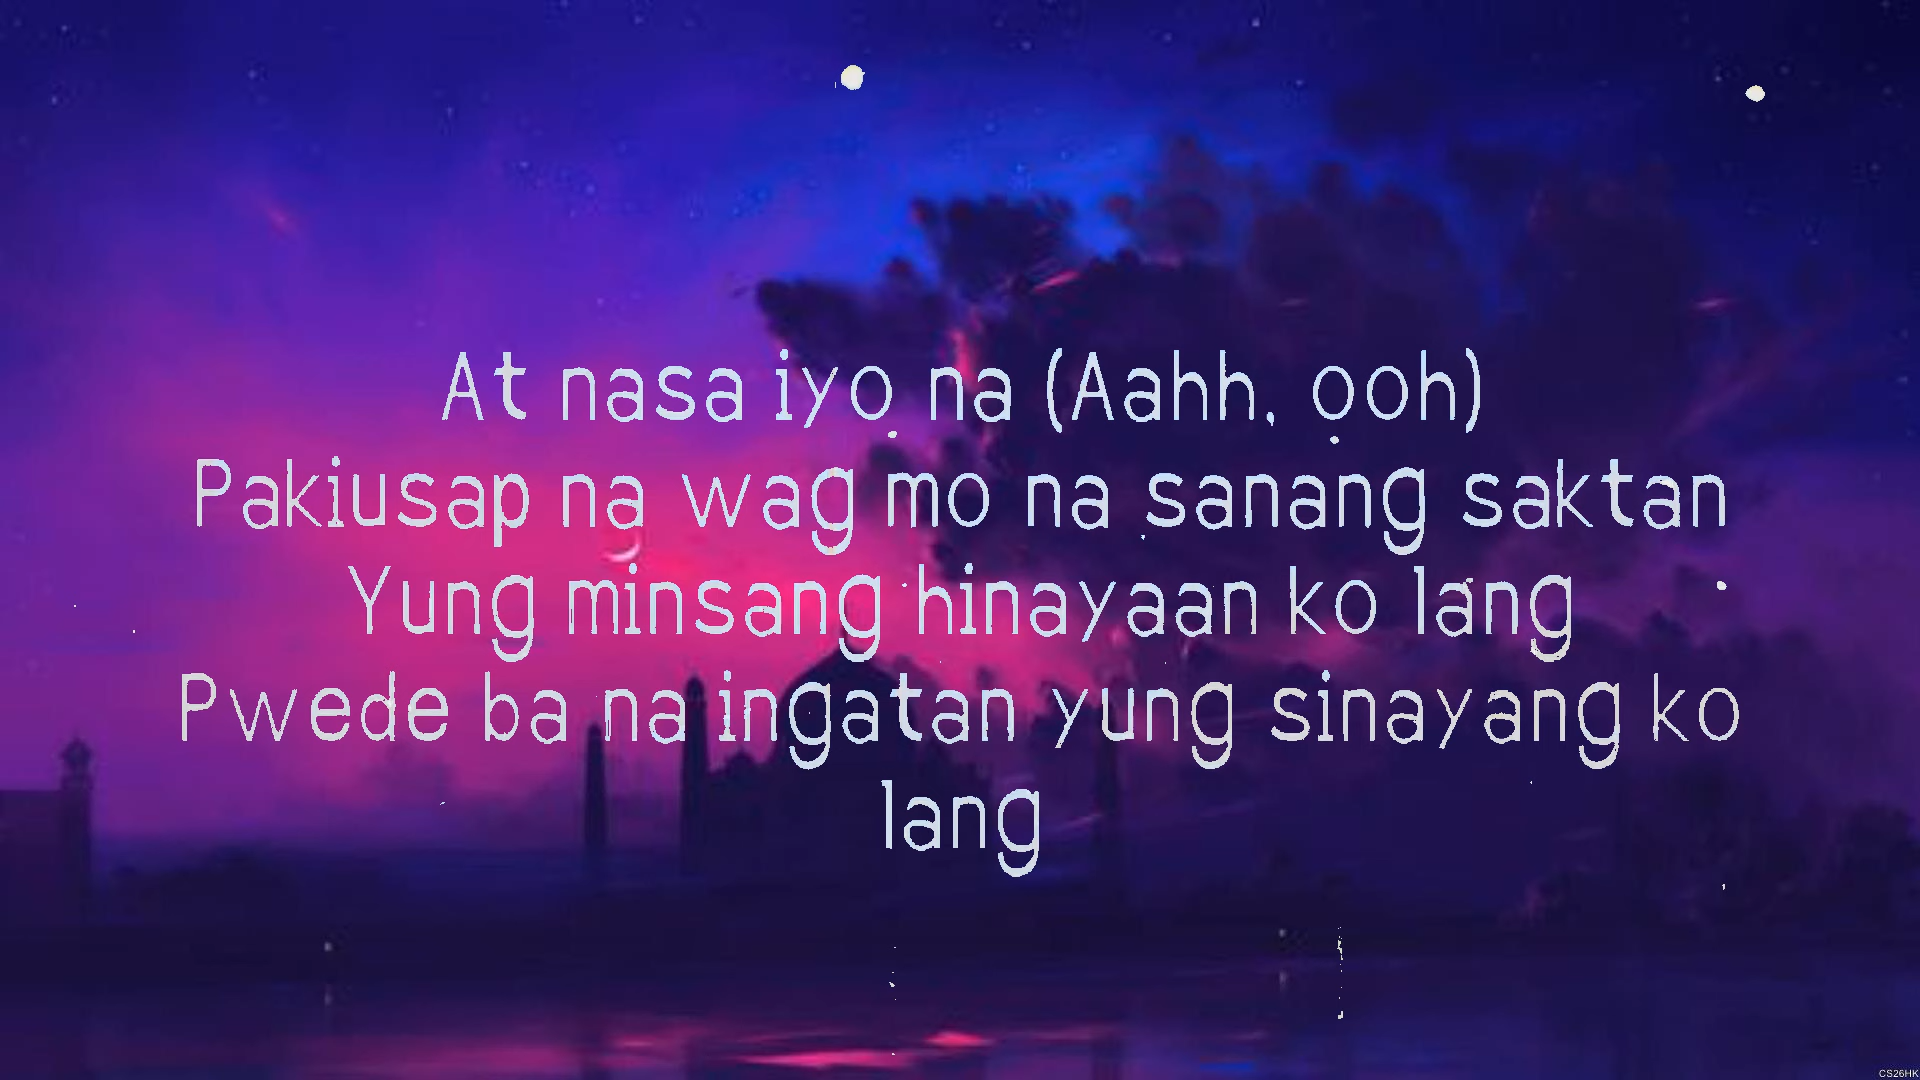 At nasa iyo na (Aahh, ooh)
Pakiusap na wag mo na sanang saktan
Yung minsang hinayaan ko lang
Pwede ba na ingatan yung sinayang ko
lang
CS26HK